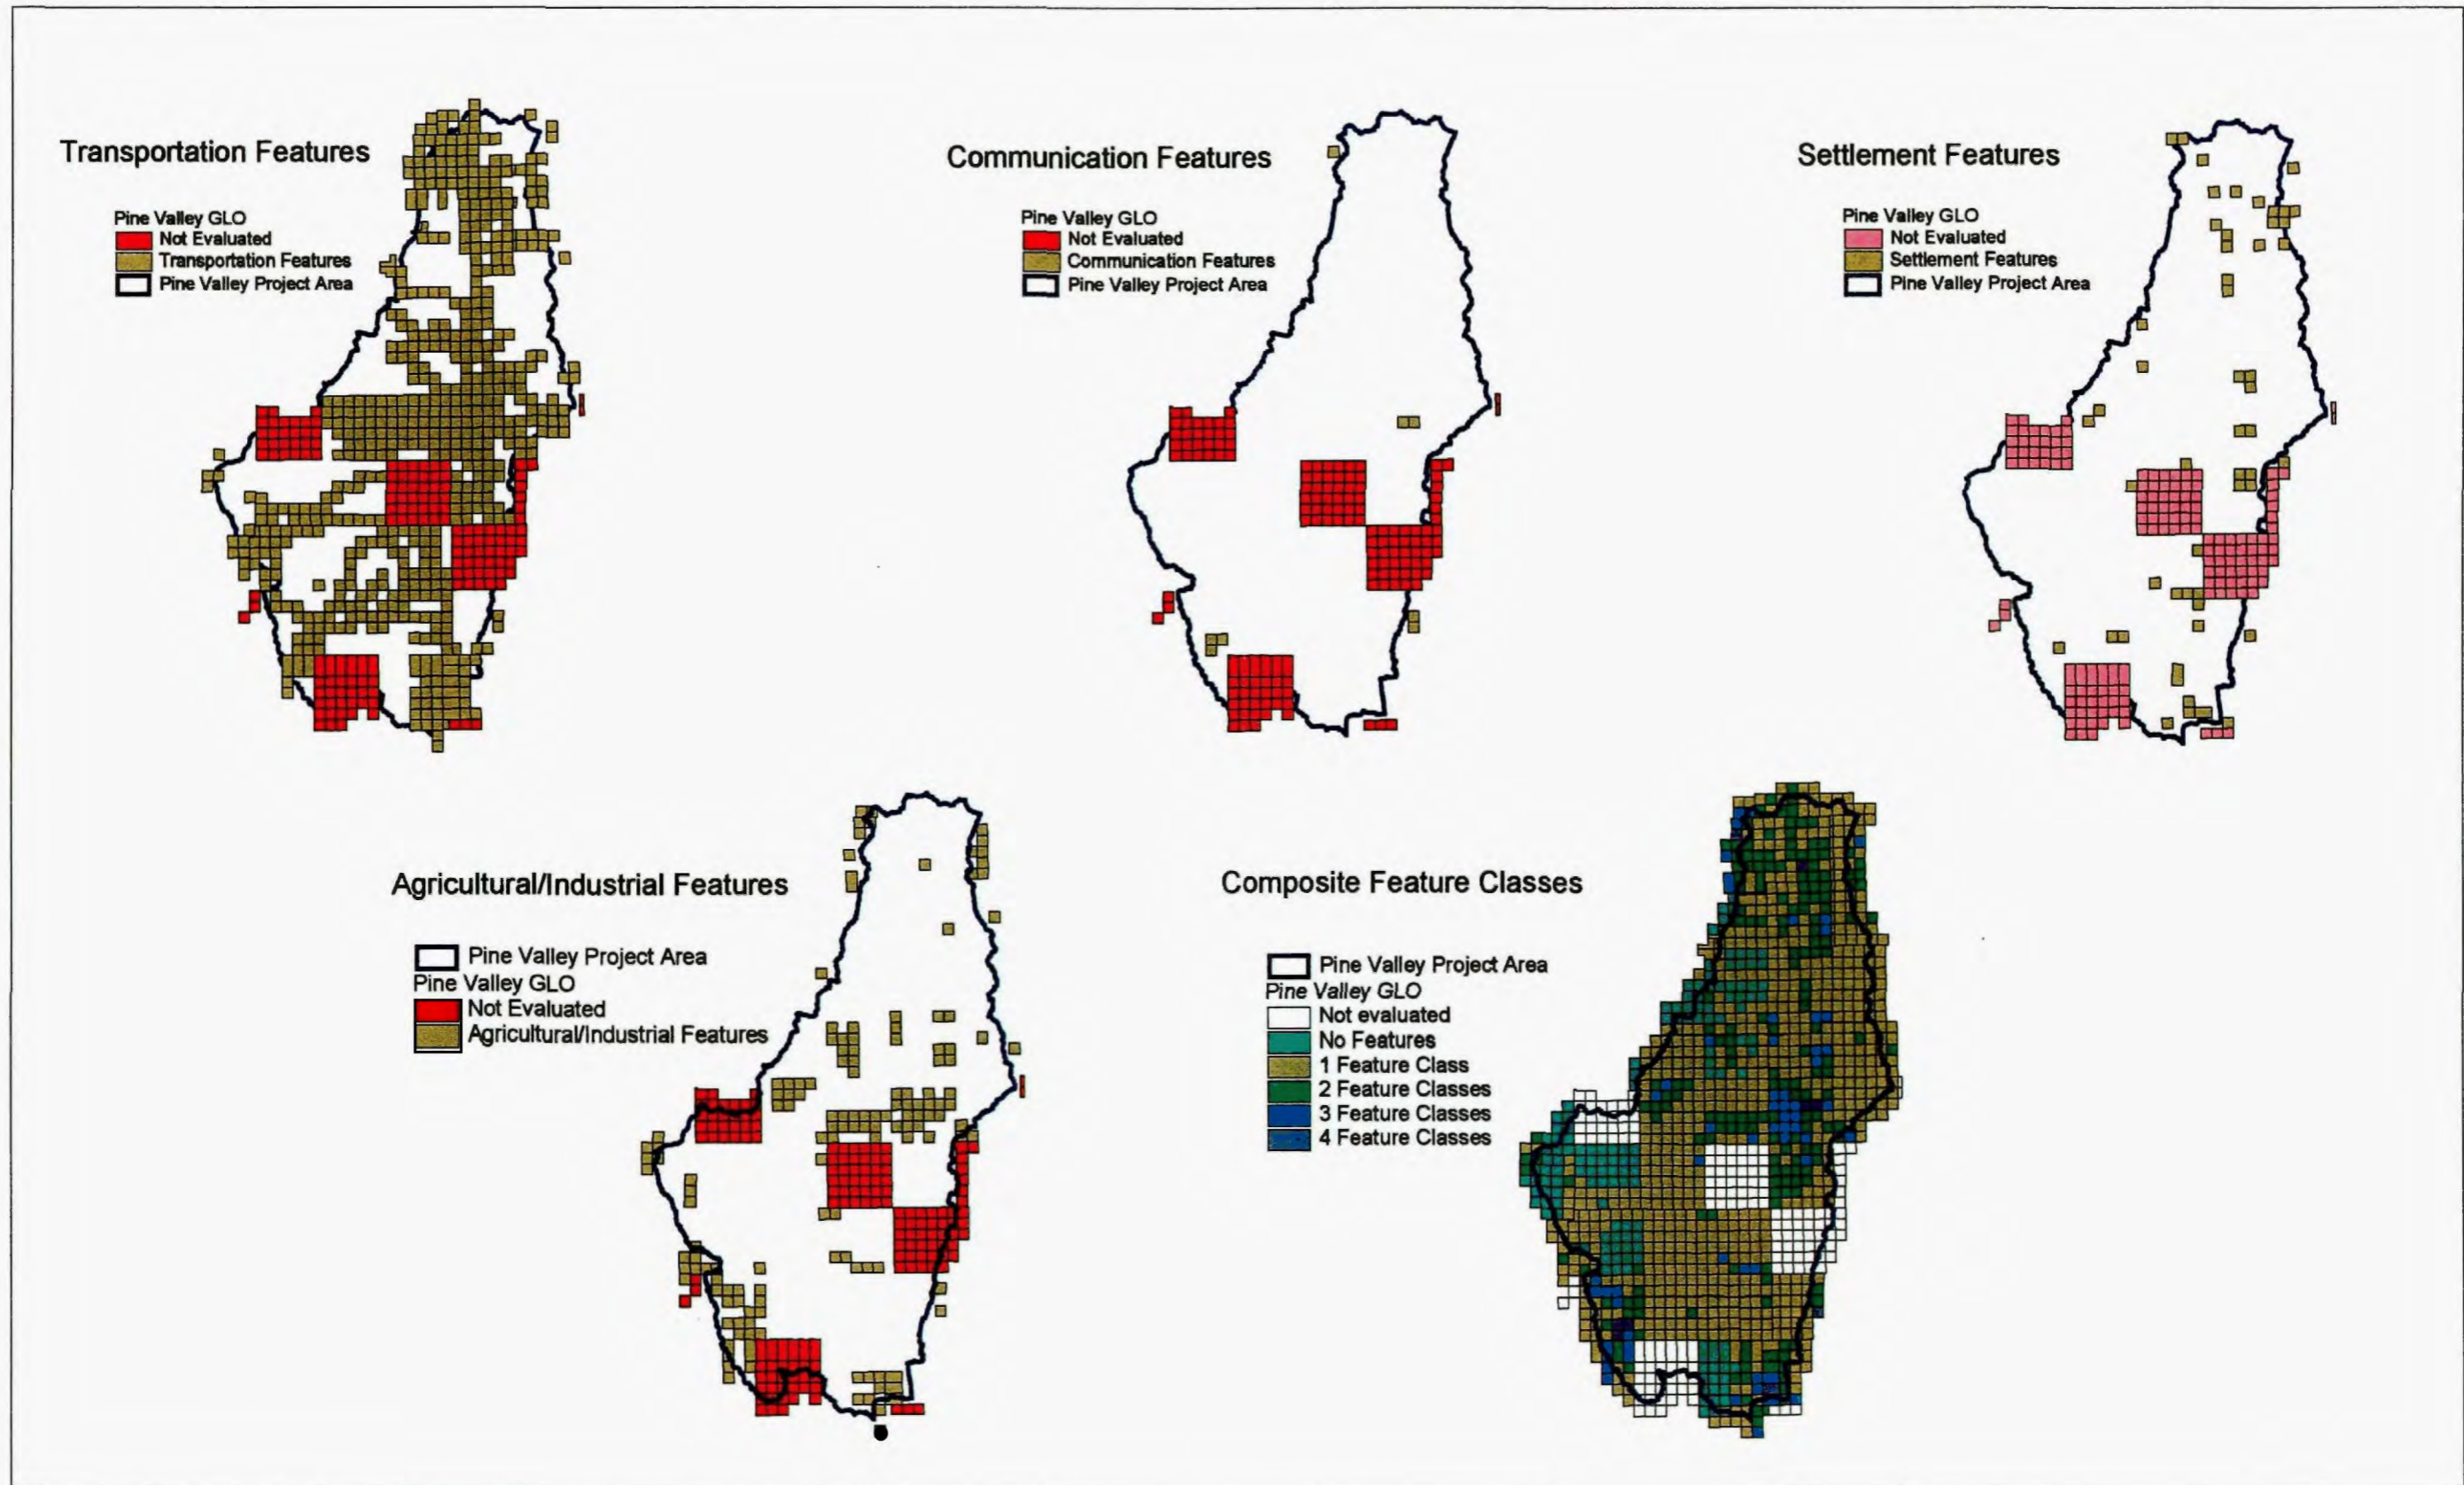 Transportation Features
Pine Valley GLO
Not Evaluated
Transportation Features
Pine Valley Project Area
Communication Features
Pine Valley GLO
Not Evaluated
Communication Features
Pine Valley Project Area
Settlement Features
Pine Valley GLO
Not Evaluated
Settlement Features
Pine Valley Project Area
Agricultural/Industrial Features
Pine Valley Project Area
Pine Valley GLO
Not Evaluated
Agricultural/Industrial Features
Composite Feature Classes
Pine Valley Project Area
Pine Valley GLO
Not evaluated
No Features
1 Feature Class
2 Feature Classes
3 Feature Classes
4 Feature Classes